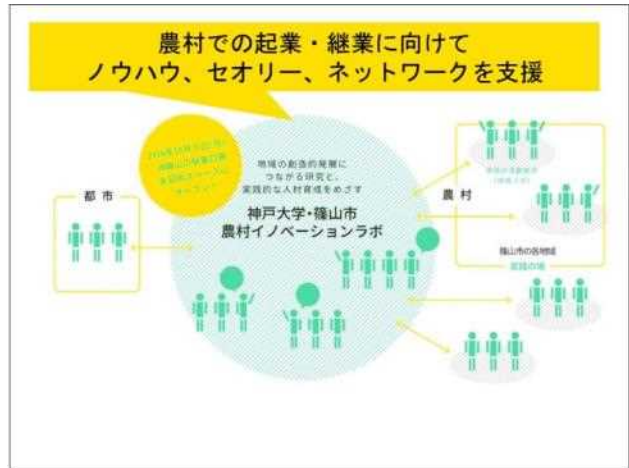 農村での起業・継業に向けて
ノウハウ、セオリー、ネットワークを支援
地域の創造的発展に
つながる研究と、
実践的な人材育成をめざす
神戸大学・篠山市
農村イノベーションラボ
都市
農村
篠山市の各地域
実践の場